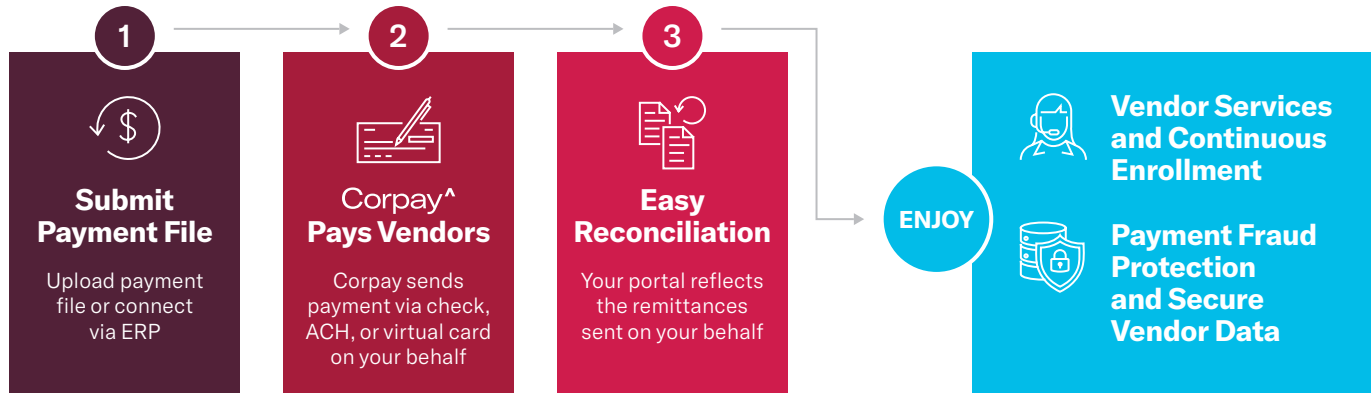 1
Submit
Payment File
Upload payment
file or connect
via ERP
2
Corpay^
Pays Vendors
Corpay sends
payment via check,
ACH, or virtual card
on your behalf
3
Easy
Reconciliation
Your portal reflects
the remittances
sent on your behalf
ENJOY
Vendor Services
and Continuous
Enrollment
Payment Fraud
Protection
and Secure
Vendor Data